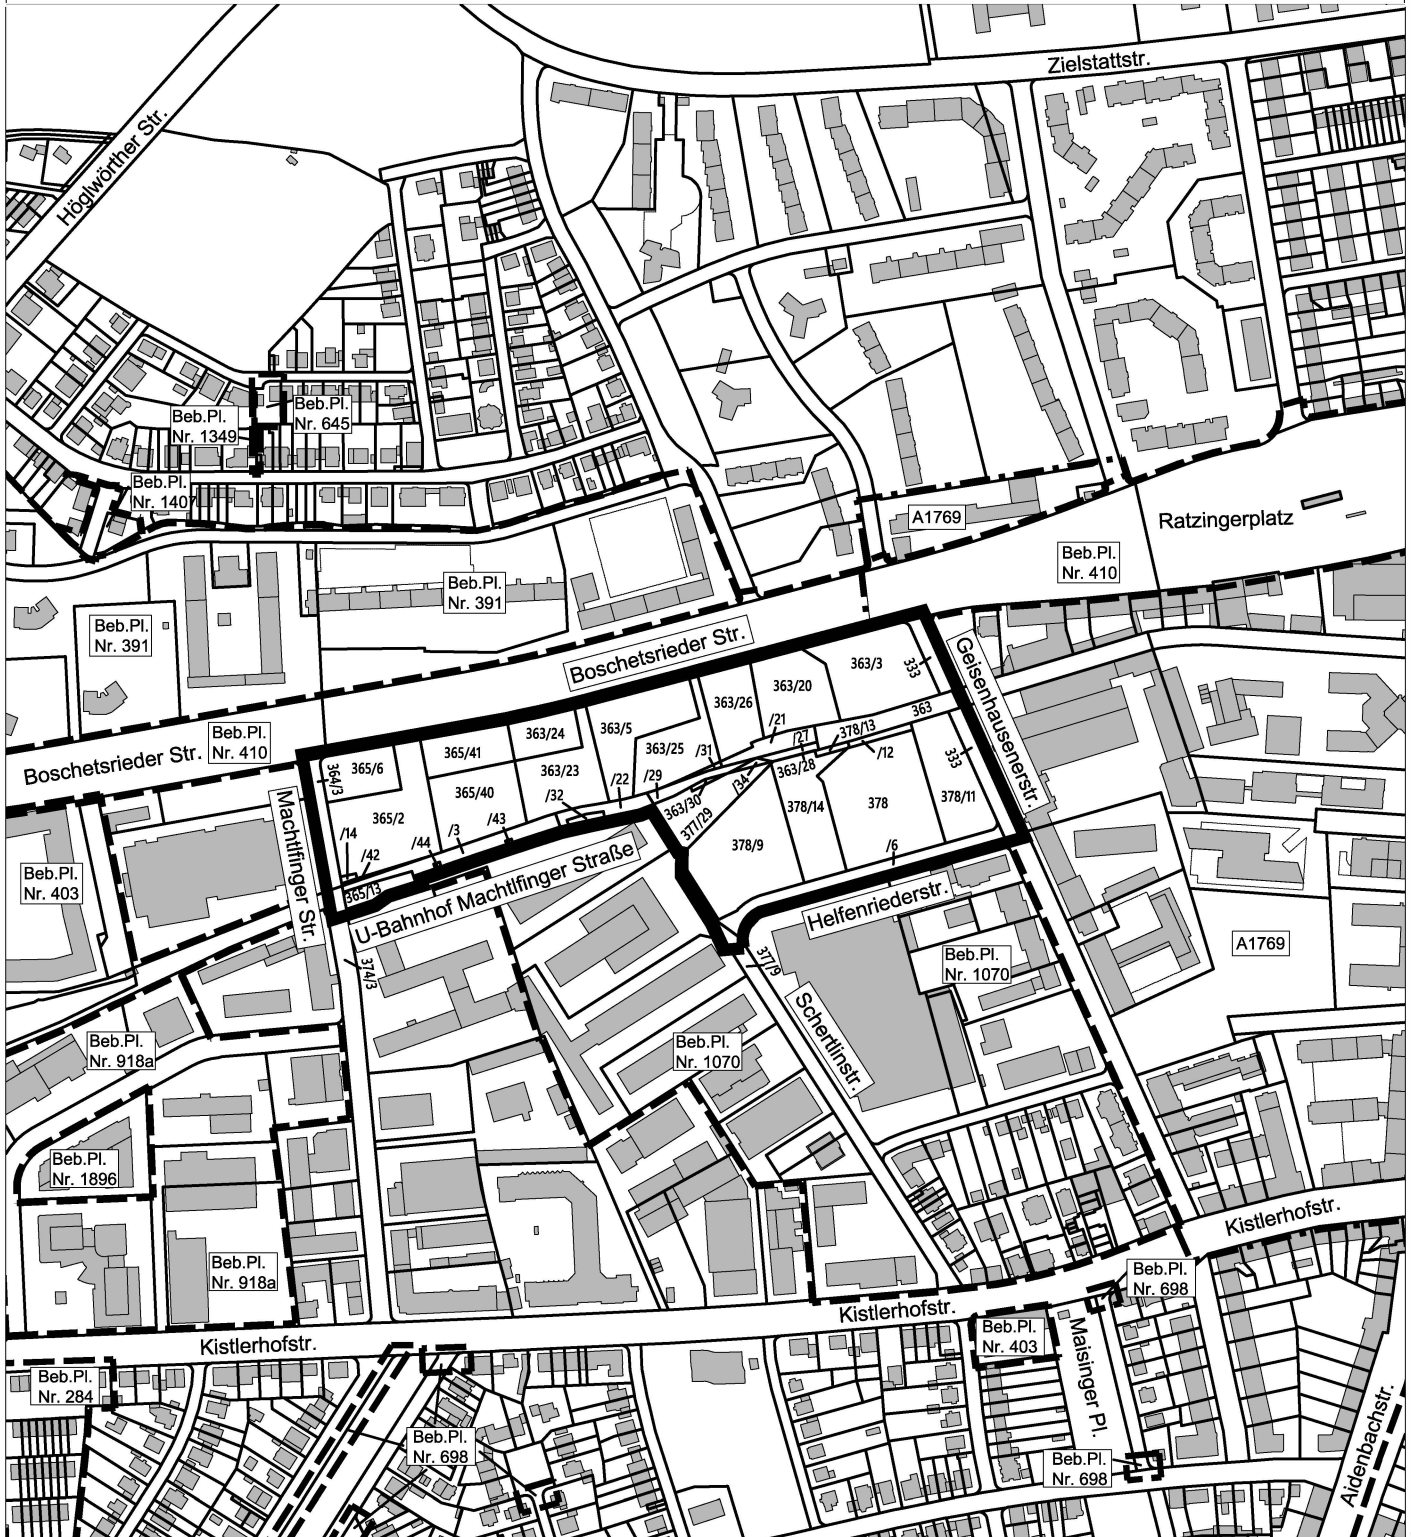 Zielstattstr.
Höglwörther Str.
Beb.Pl.
Nr. 645
Beb.Pl.
Nr. 1349
Beb.Pl.
Nr. 1407
A1769
Ratzingerplatz
Beb.Pl.
Nr. 410
Beb.Pl.
Nr. 391
Beb.Pl.
Nr. 391
Boschetsrieder Str.
Geisenhausenerstr.
363/3
333
363/20
363/26
363
363/5
/21
378/13
363/24
/27
/12
365/41
363/25
/31
333
Beb.Pl.
Nr. 410
Boschetsrieder Str.
364/3
365/6
363/23
/22
/29
/34
363/28
365/40
/32
363/30
378/14
378
378/11
377/29
Machtlfinger Str.
365/2
/43
/3
/44
/14
/42
378/9
/6
365/13
U-Bahnhof Machtlfinger Straße
Helfenriederstr.
Beb.Pl.
Nr. 403
374/3
377/9
Beb.Pl.
Nr. 1070
A1769
Schertlinstr.
Beb.Pl.
Nr. 918a
Beb.Pl.
Nr. 1070
Beb.Pl.
Nr. 1896
Kistlerhofstr.
Beb.Pl.
Nr. 918a
Beb.Pl.
Nr. 698
Kistlerhofstr.
Kistlerhofstr.
Beb.Pl.
Nr. 403
Maisinger Pl.
Beb.Pl.
Nr. 284
Aidenbachstr.
Beb.Pl.
Nr. 698
Beb.Pl.
Nr. 698